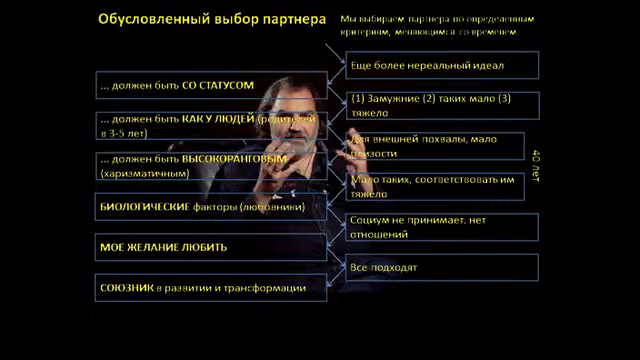 Обусловленный выбор партнера
Мы выбираем партнера по определенным
критериям, меняющимся со временем
Еще более нереальный идеал
... должен быть СО СТАТУСОМ
(1) Замужние (2) таких мало (3)
тяжело
... должен быть КАК У ЛЮДЕЙ (родителей
в 3-5 лет)
Для внешней похвалы, мало
близости
... должен быть ВЫСОКОРАНГОВЫМ
(харизматичным)
Мало таких, соответствовать им
тяжело
40 лет
БИОЛОГИЧЕСКИЕ факторы (любовники)
Социум не принимает, нет
отношений
МОЕ ЖЕЛАНИЕ ЛЮБИТЬ
Все подходят
СОЮЗНИК в развитии и трансформации